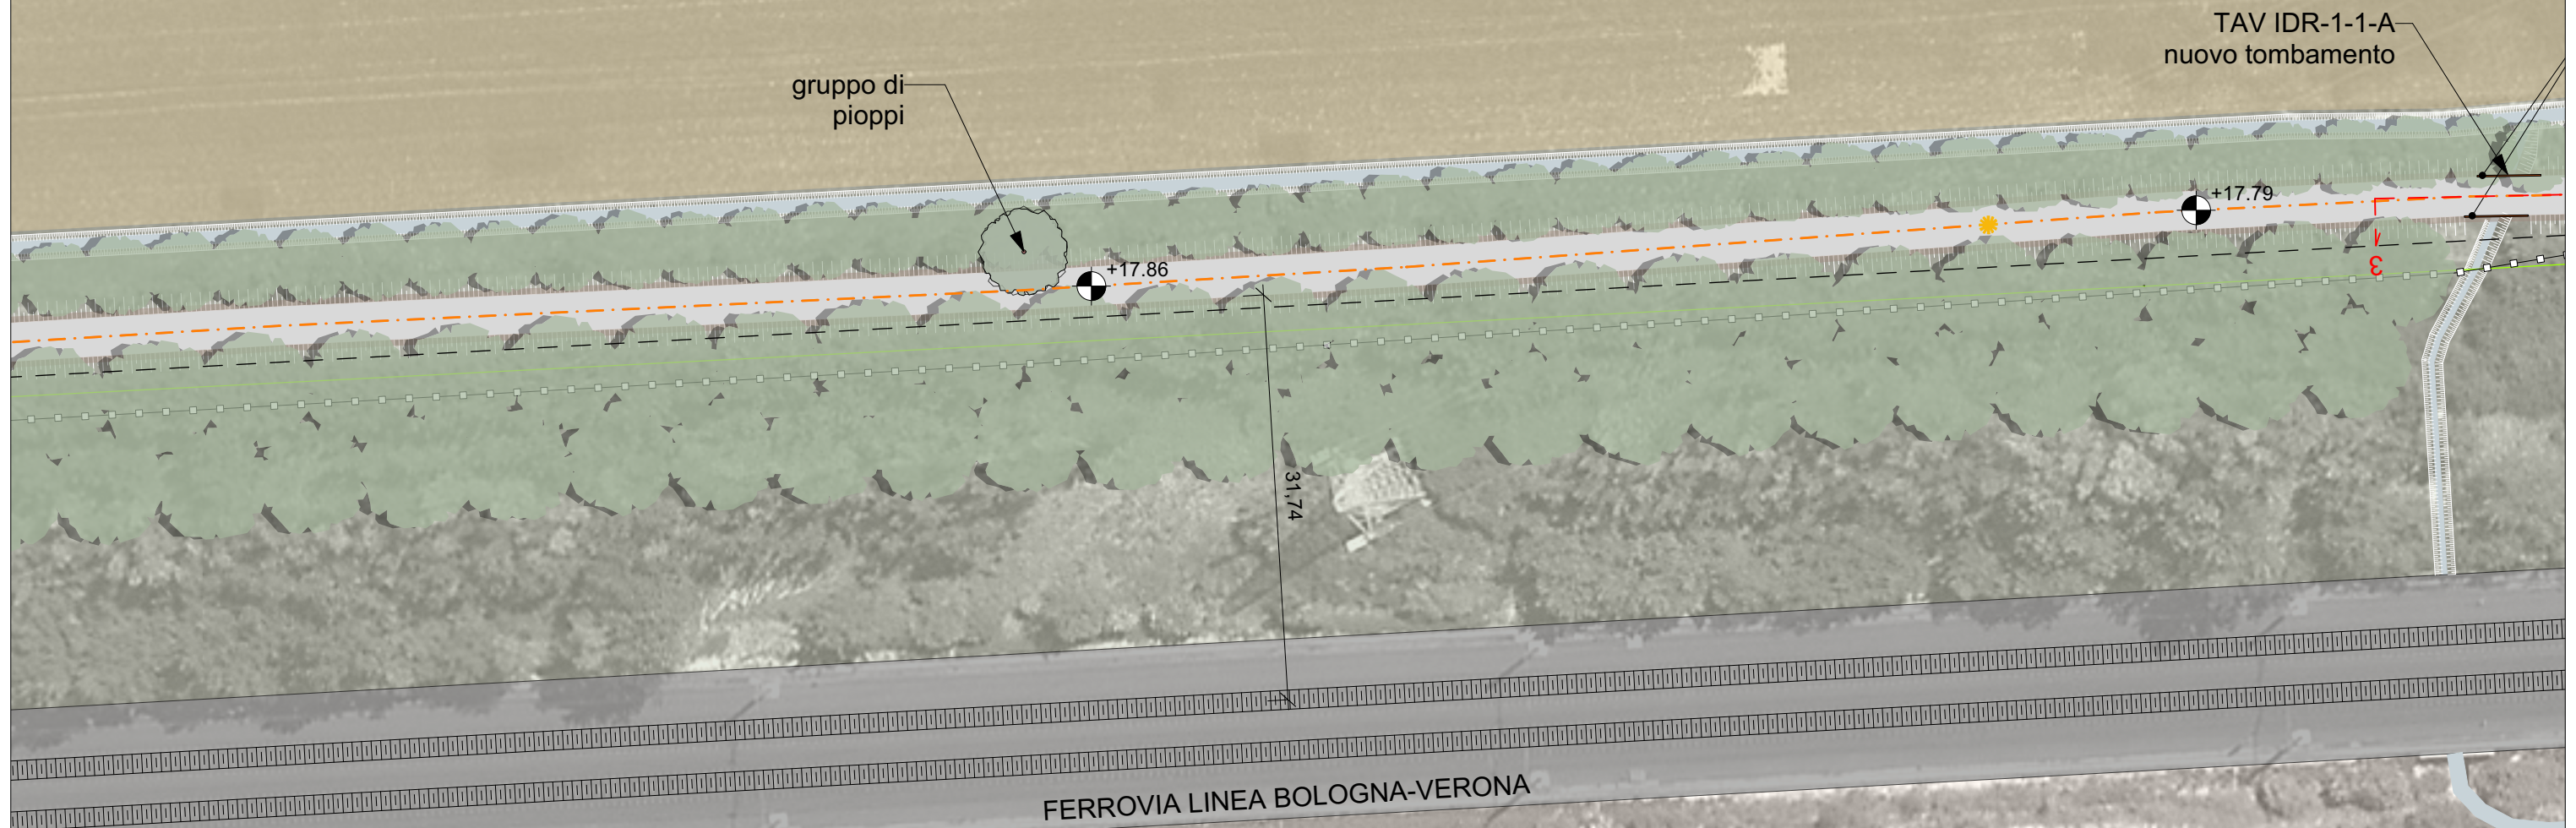 TAV IDR-1-1-A
nuovo tombamento
gruppo di
pioppi
+17.79
+17.86
3
31,74
FERROVIA LINEA BOLOGNA-VERONA